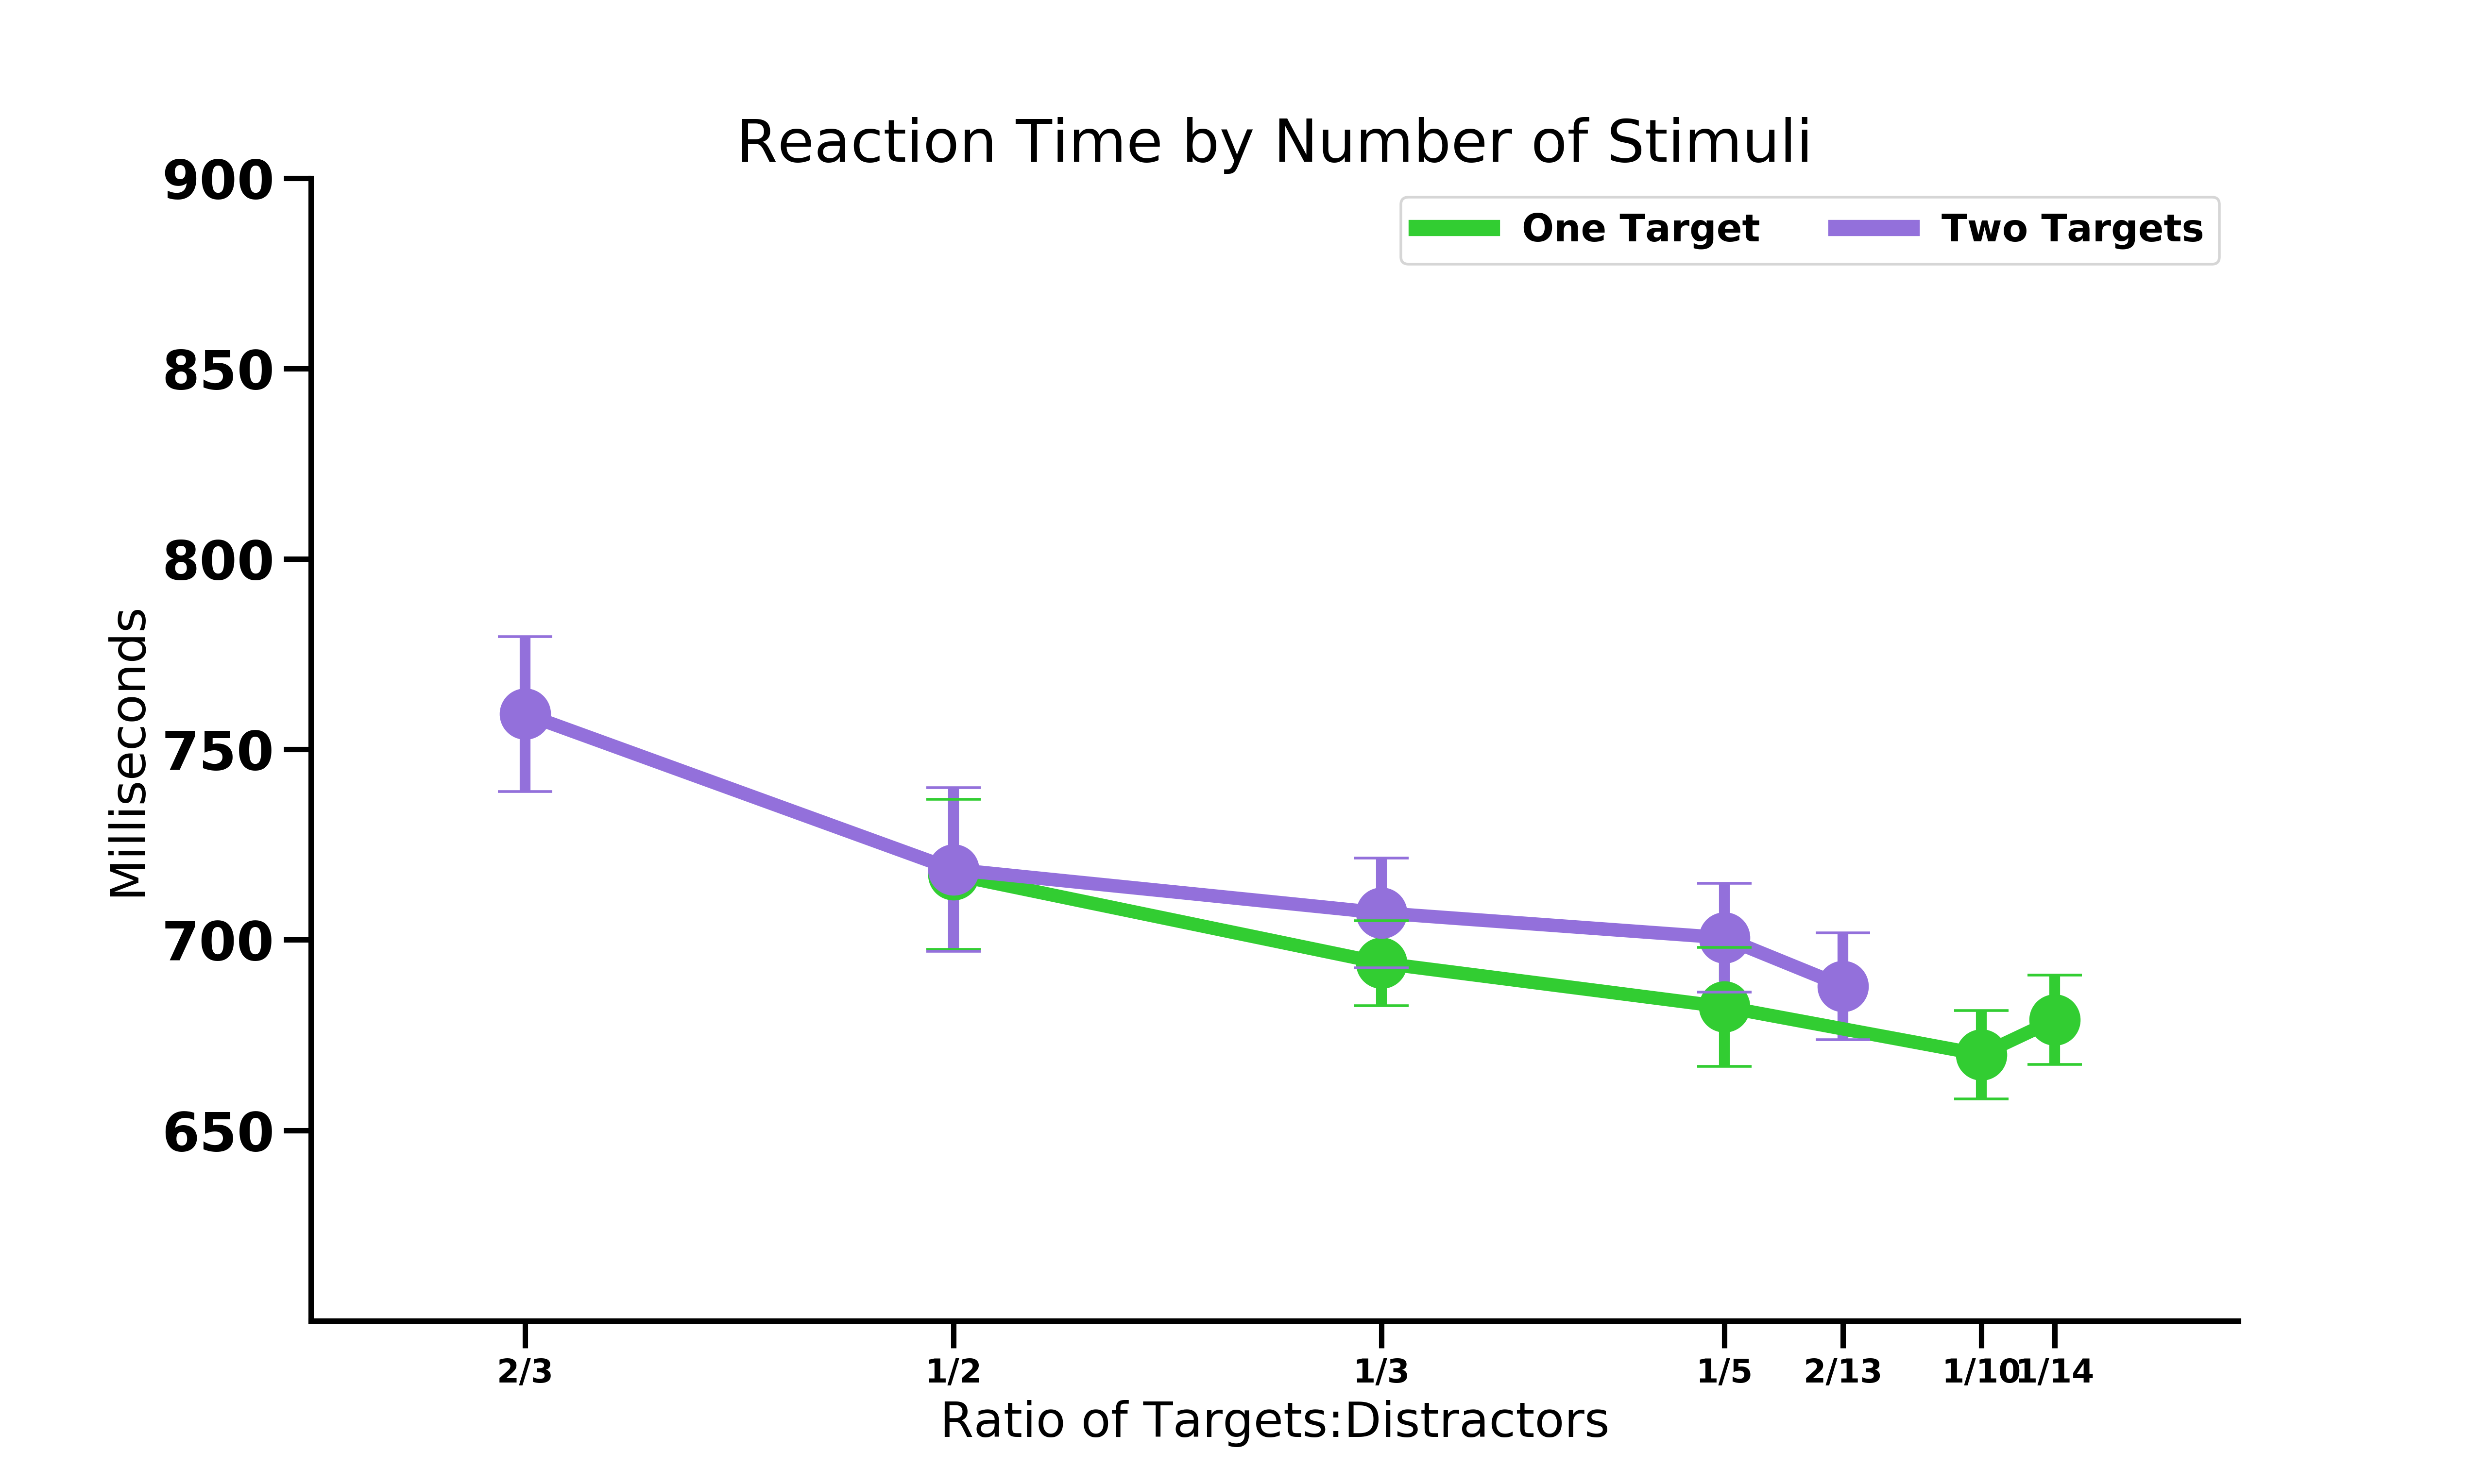 Reaction Time by Number of Stimuli
One Target Two Targets
900
850
800
750
700
650
Milliseconds
2/3 1/2 1/3 1/5 2/13 1/10 1/14
Ratio of Targets:Distractors